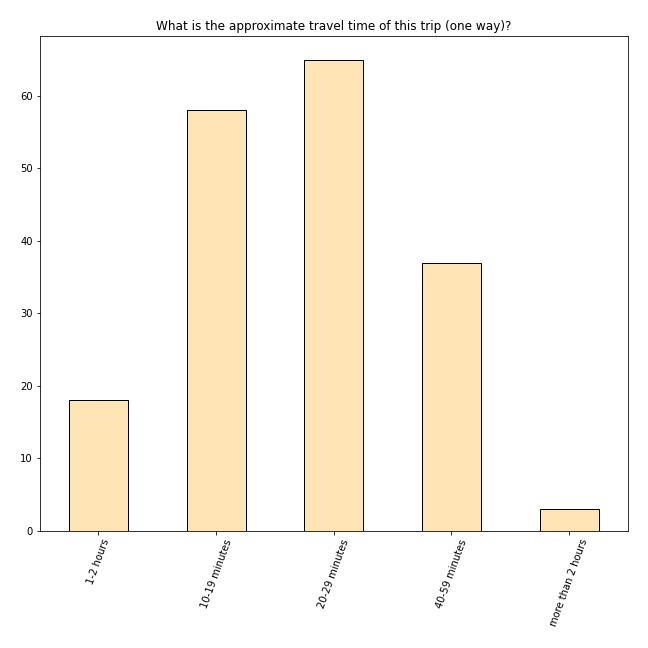 What is the approximate travel time of this trip (one way)?
60
50
40
30
20
10
0
1-2 hours
10-19 minutes
20-29 minutes
40-59 minutes
more than 2 hours